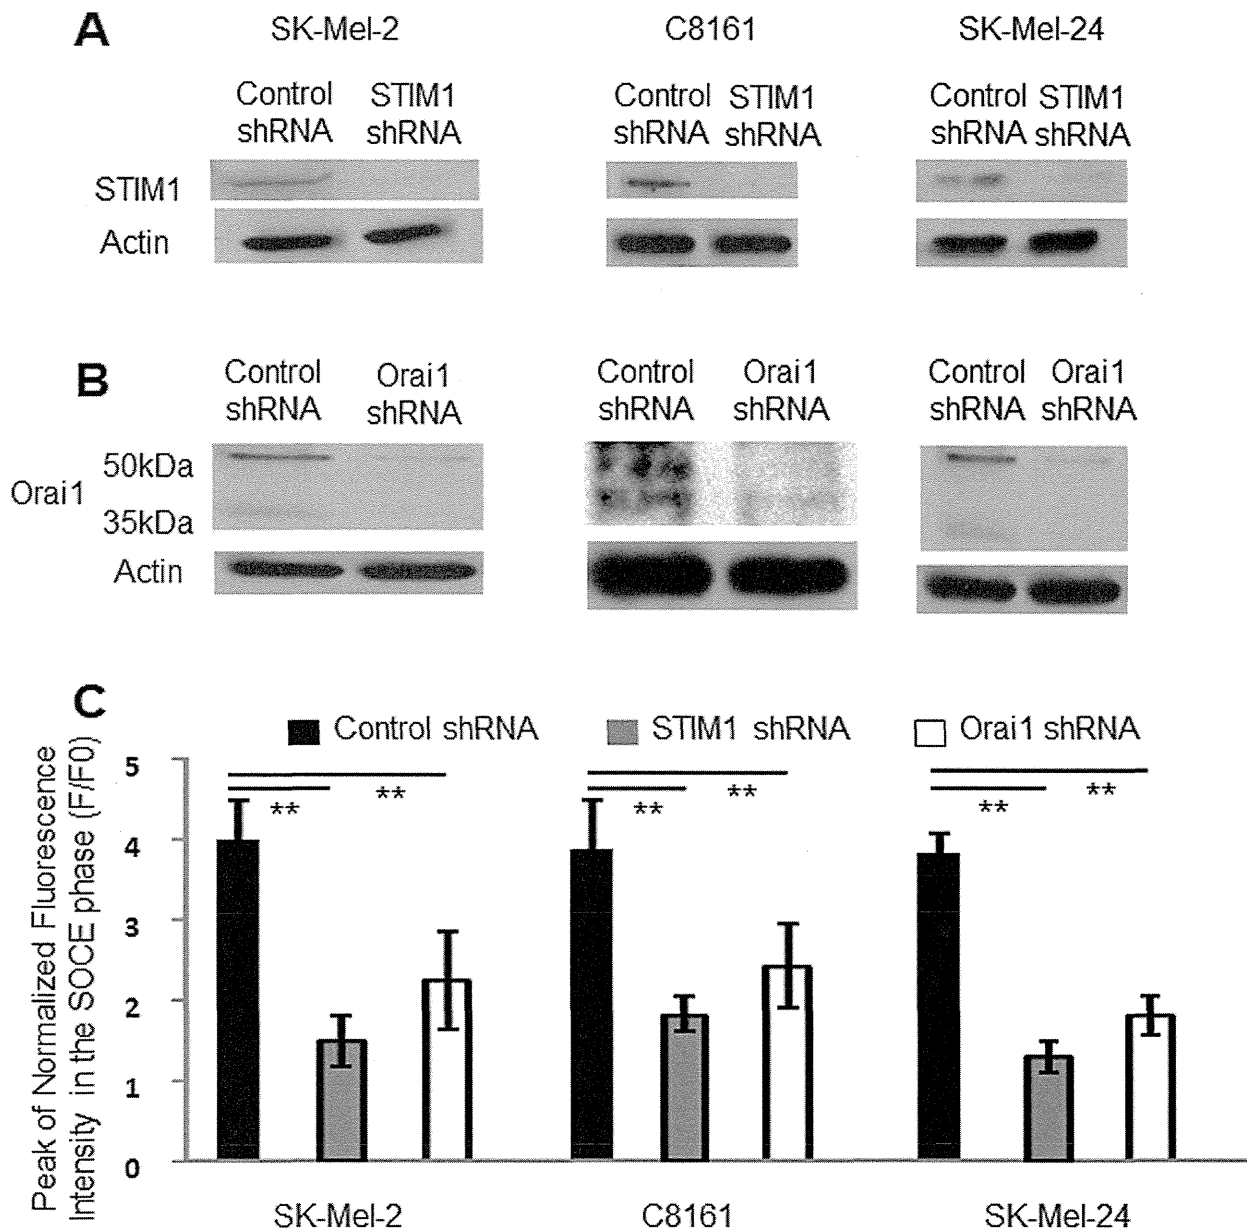 A
SK-Mel-2 C8161 SK-Mel-24
Control shRNA STIM1 shRNA Control shRNA STIM1 shRNA Control shRNA STIM1 shRNA
STIM1
Actin
B
Control shRNA Orai1 shRNA Control shRNA Orai1 shRNA Control shRNA Orai1 shRNA
Orai1
50kDa
35kDa
Actin
C
Control shRNA STIM1 shRNA Orai1 shRNA
Peak of Normalized Fluorescence
Intensity in the SOCE phase (F/F0)
5
4
3
2
1
0
** ** ** ** ** **
SK-Mel-2 C8161 SK-Mel-24